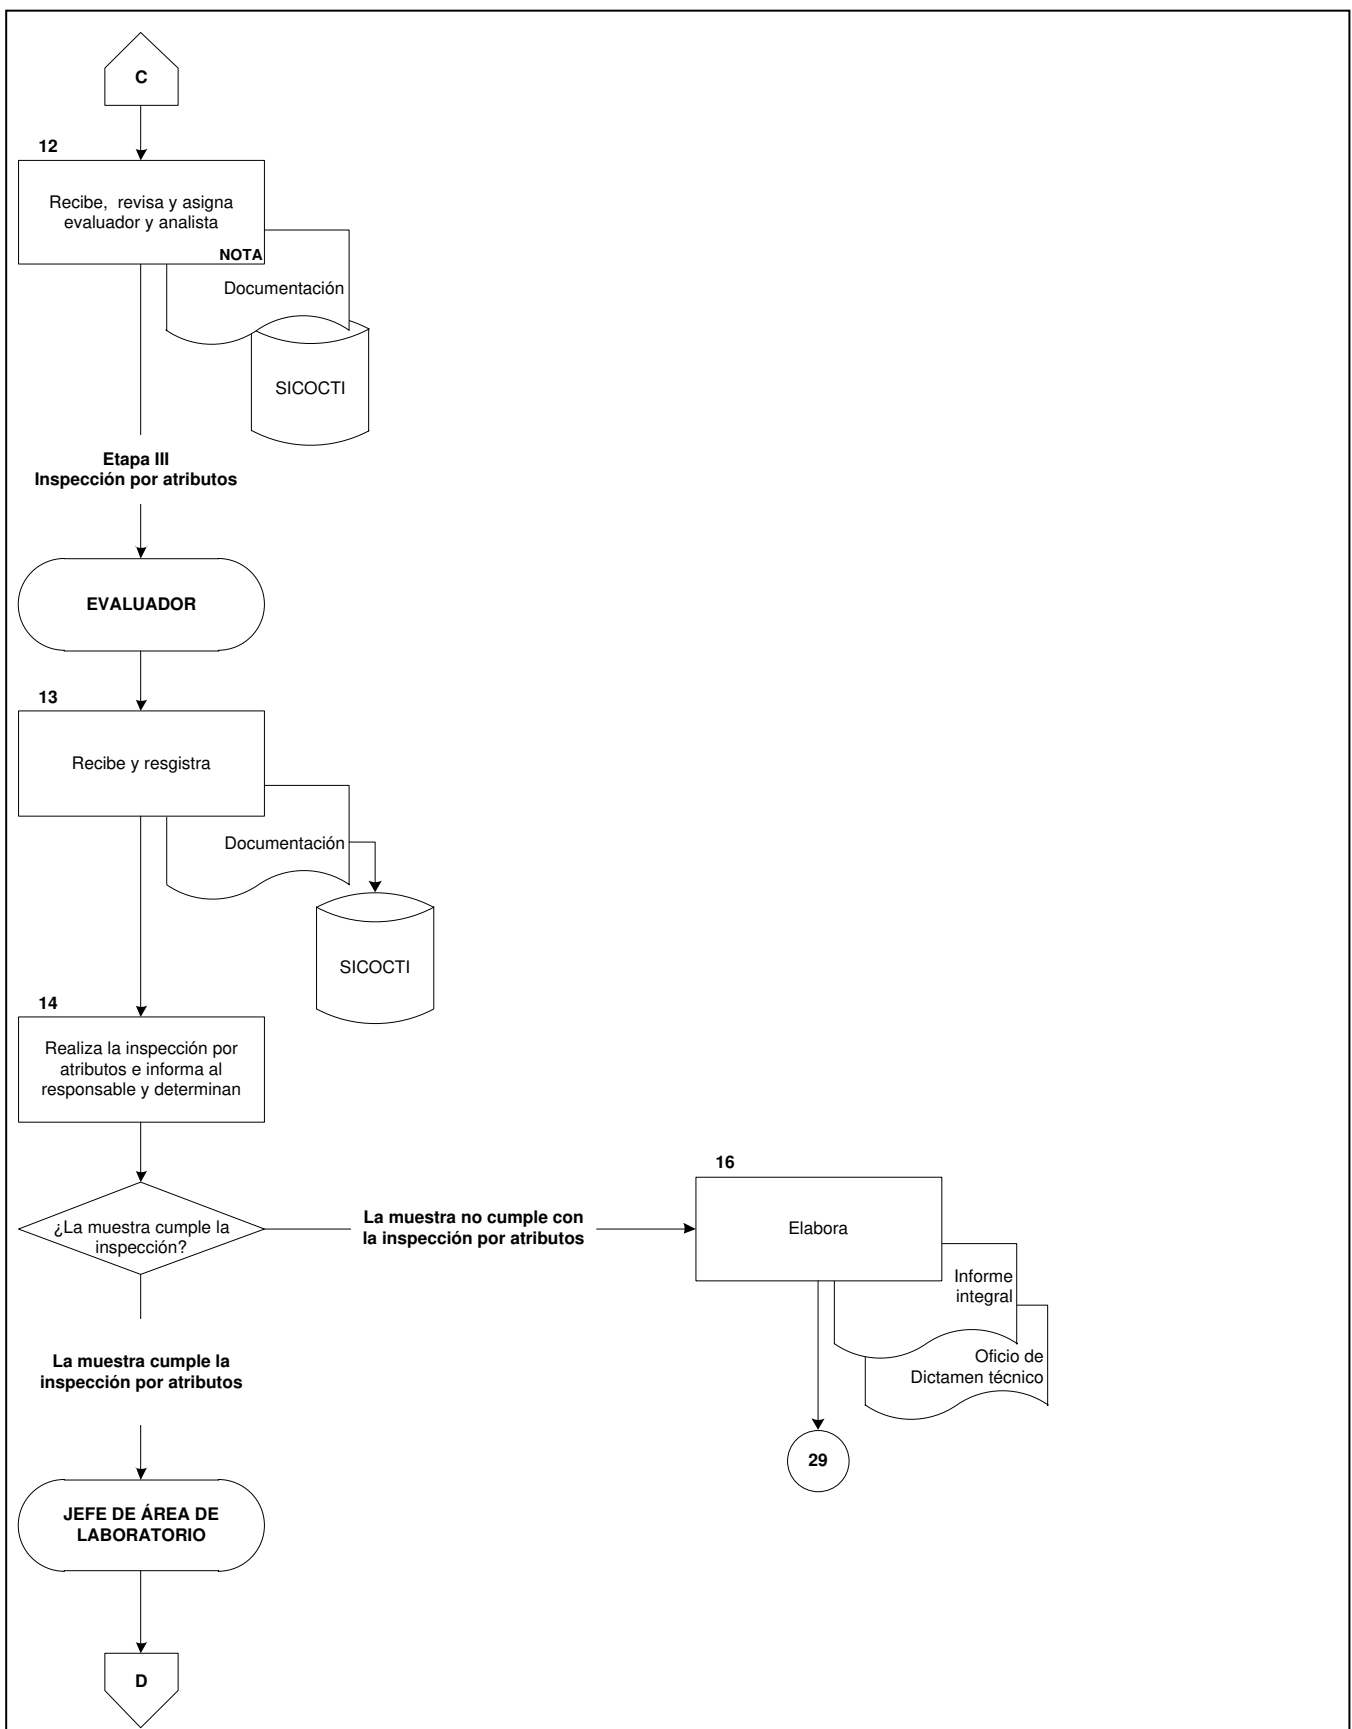 C
12
Recibe, revisa y asigna
evaluador y analista
NOTA
Documentación
SICOCTI
Etapa III
Inspección por atributos
EVALUADOR
13
Recibe y resgistra
Documentación
SICOCTI
14
Realiza la inspección por
atributos e informa al
responsable y determinan
¿La muestra cumple la
inspección?
La muestra no cumple con
la inspección por atributos
16
Elabora
Informe
integral
Oficio de
Dictamen técnico
29
La muestra cumple la
inspección por atributos
JEFE DE ÁREA DE
LABORATORIO
D